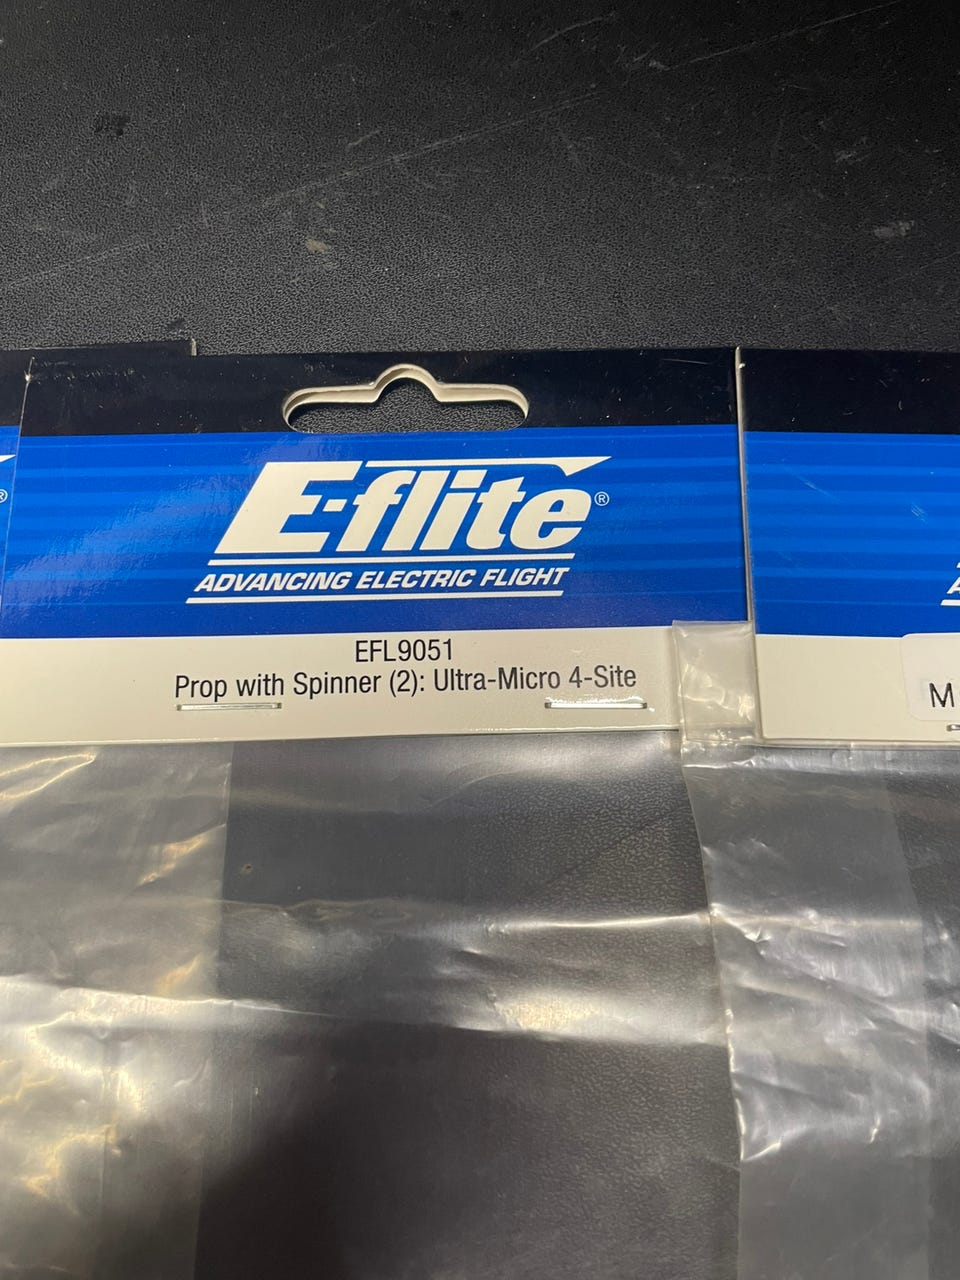 E-flite®
ADVANCING ELECTRIC FLIGHT
EFL9051
Prop with Spinner (2): Ultra-Micro 4-Site
®
A
M